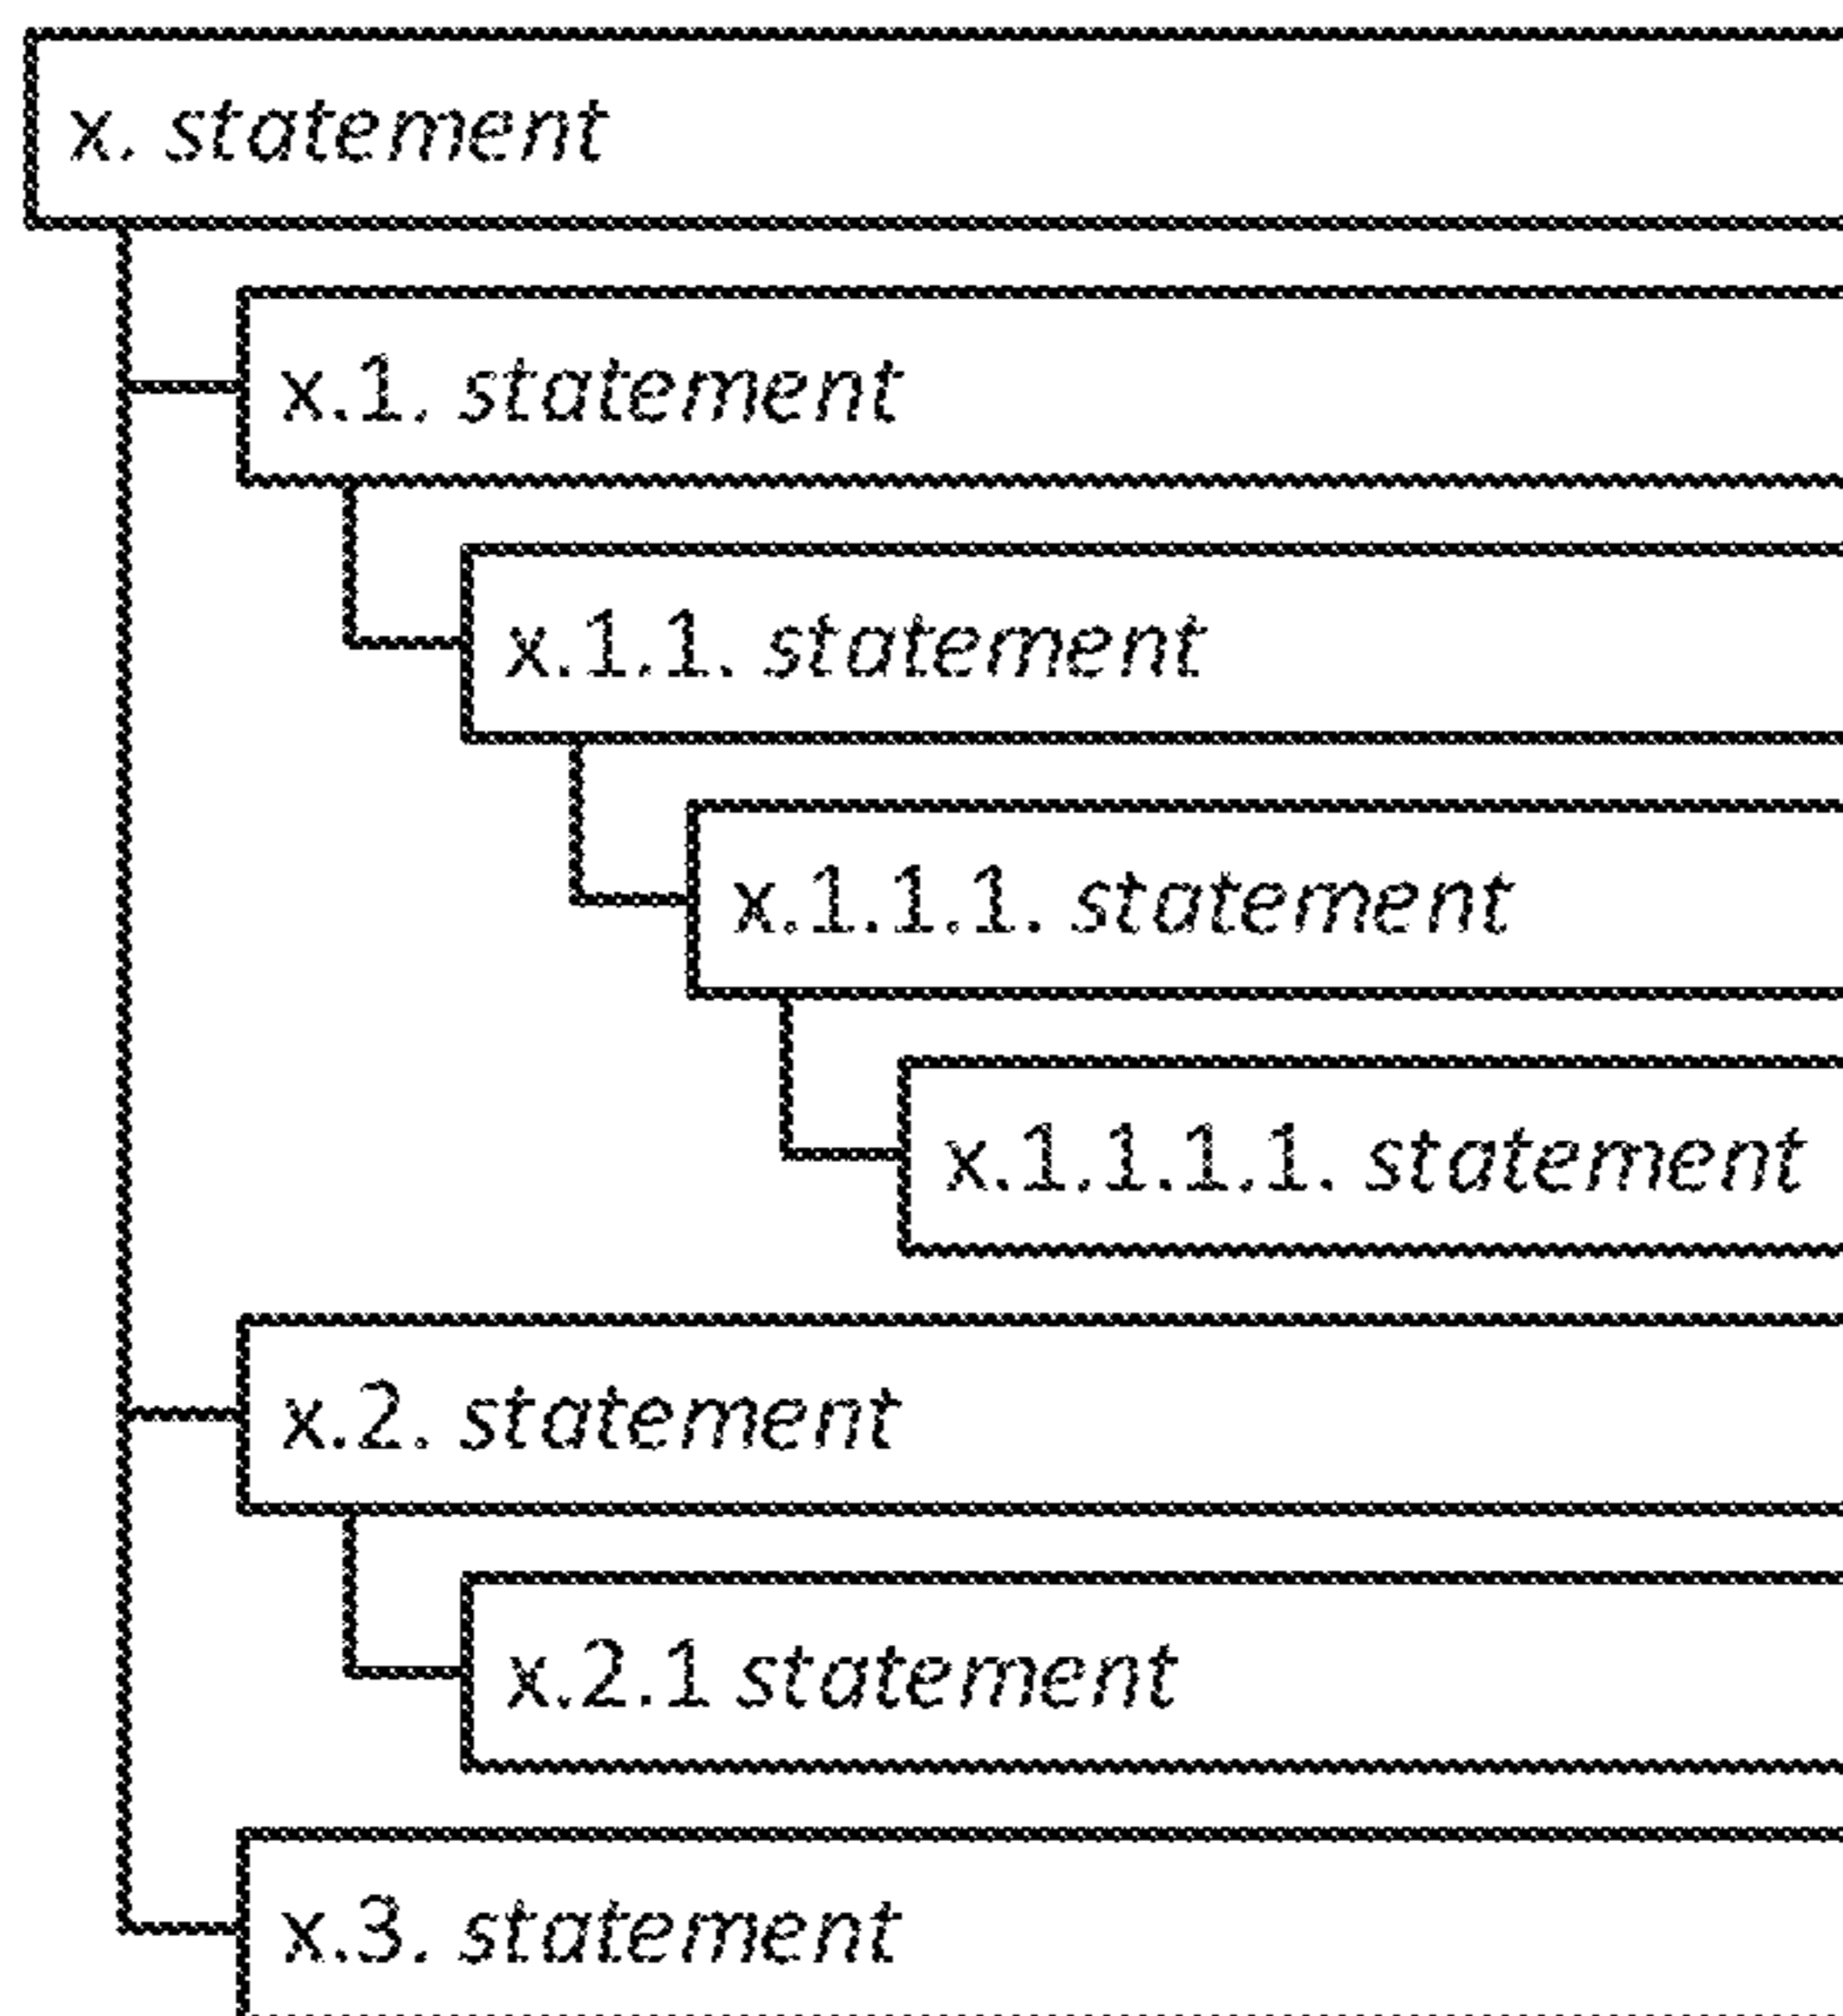 x. statement
x.1. statement
x.1.1. statement
x.1.1.1. statement
x.1.1.1.1. statement
x.2. statement
x.2.1 statement
x.3. statement